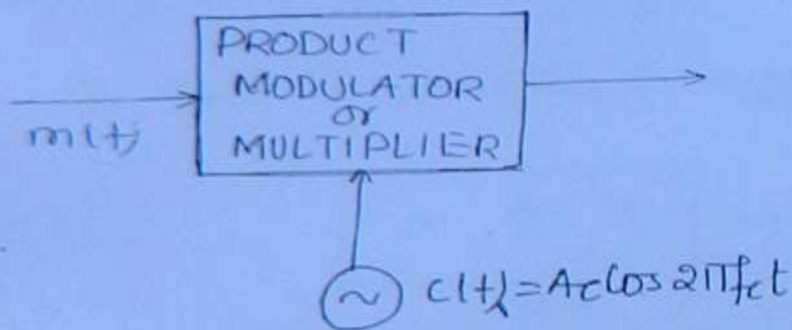 PRODUCT
MODULATOR
or
MULTIPLIER
m(t)
~
c(t)=Ac Cos 2πfct